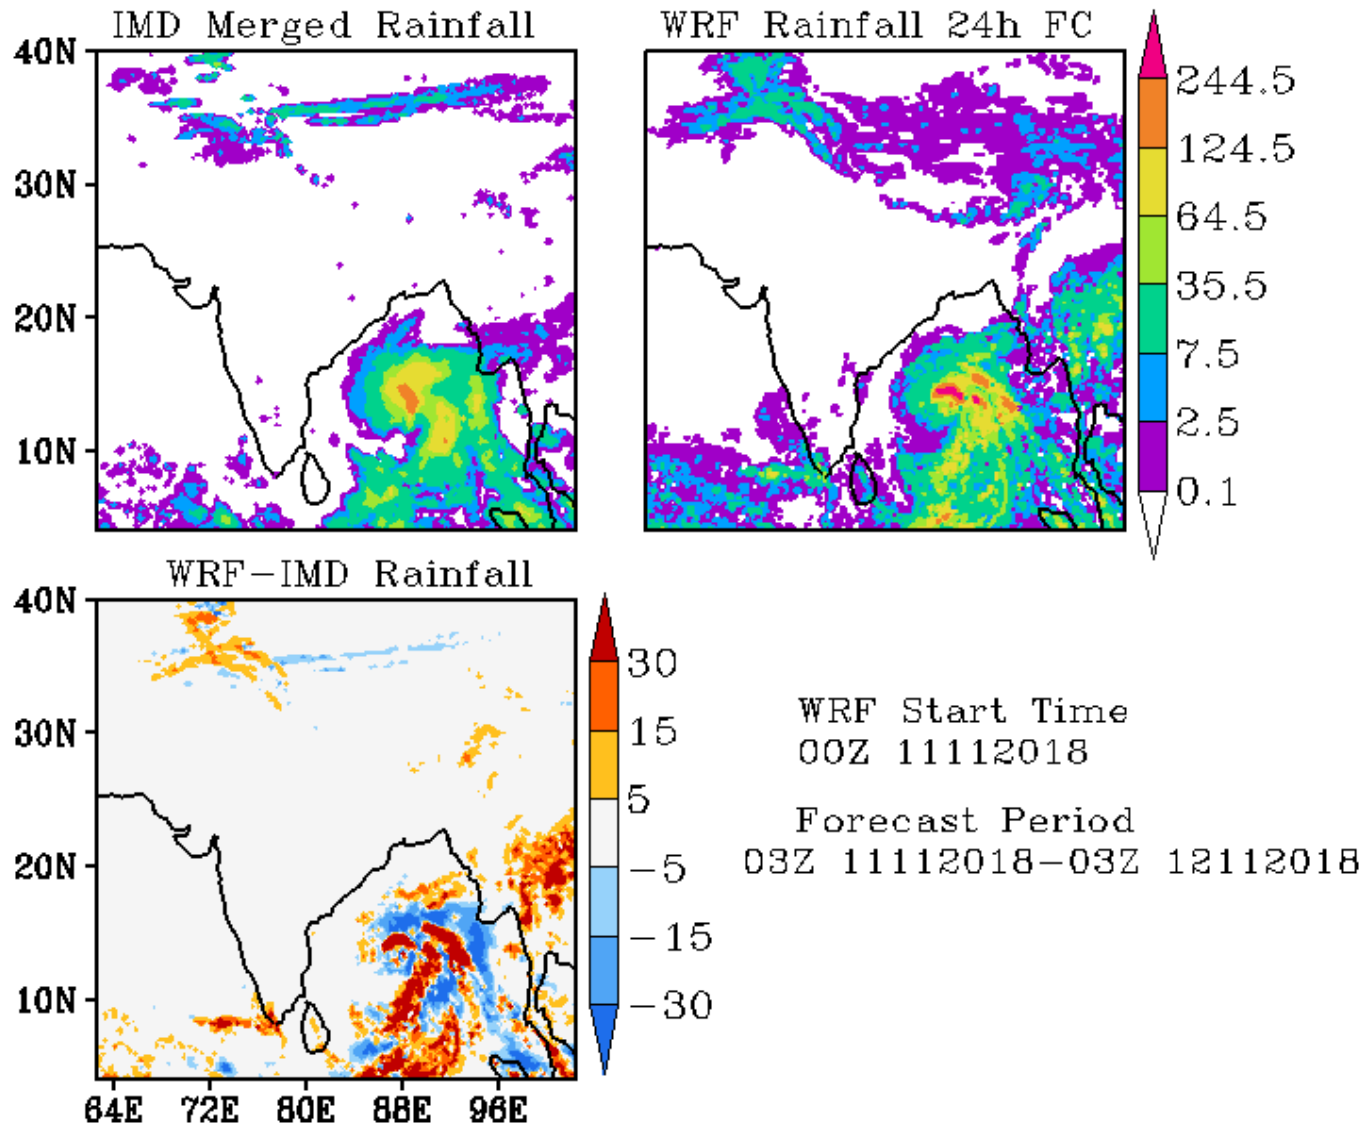 IMD Merged Rainfall
40N
30N
20N
10N
WRF Rainfall 24h FC
244.5
124.5
64.5
35.5
7.5
2.5
0.1
WRF-IMD Rainfall
40N
30N
20N
10N
64E 72E 80E 88E 96E
30
15
5
-5
-15
-30
WRF Start Time
00Z 11112018
Forecast Period
03Z 11112018-03Z 12112018